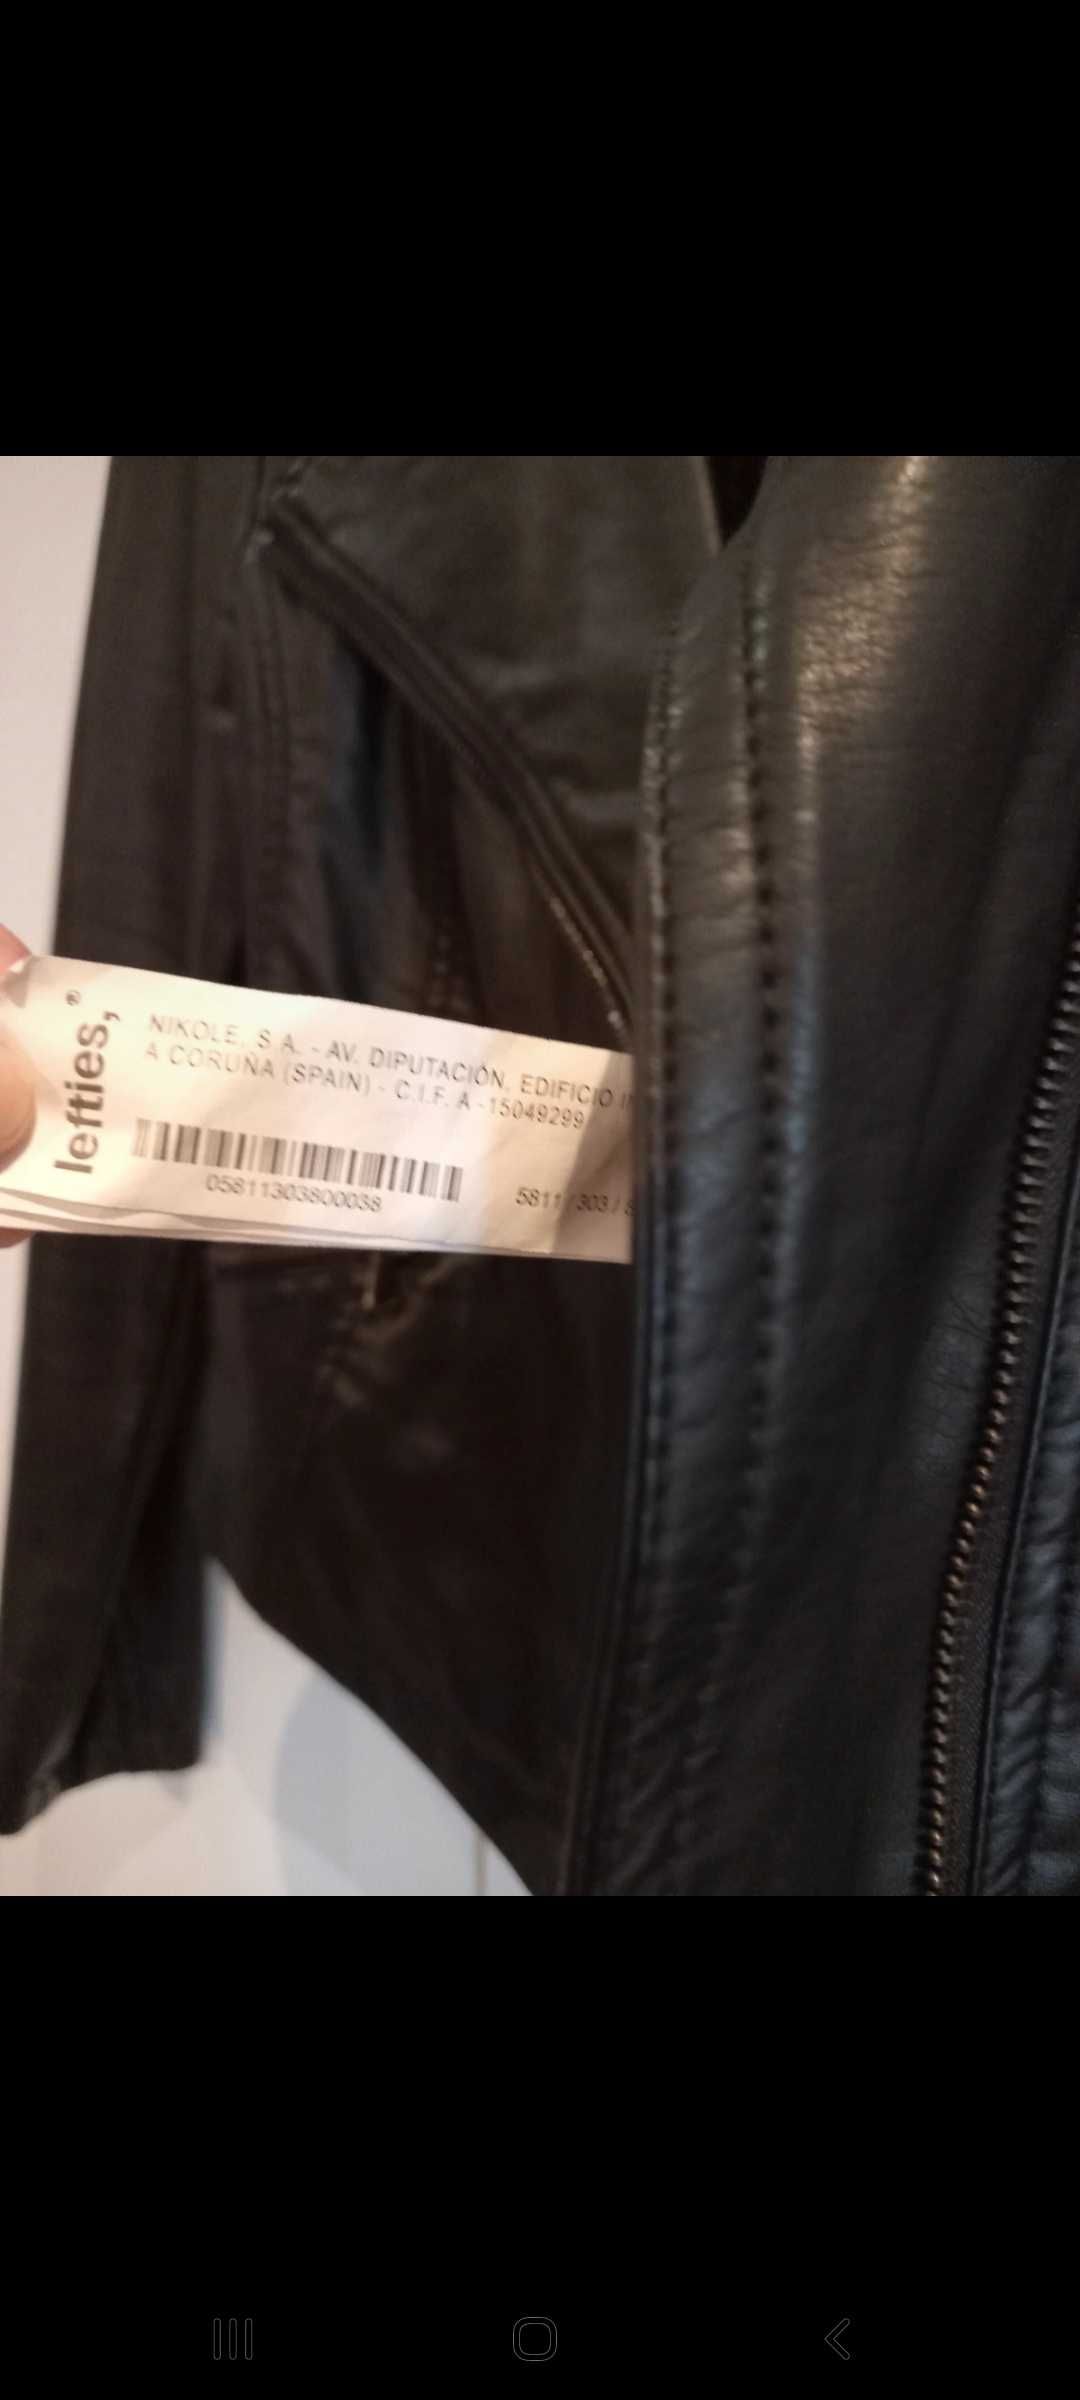 lefties,®
NIKOLE, S.A. - AV. DIPUTACIÓN, EDIFICIO
A CORUÑA (SPAIN) - C.I.F. A -15049299
05811303800038
5811 / 303 /